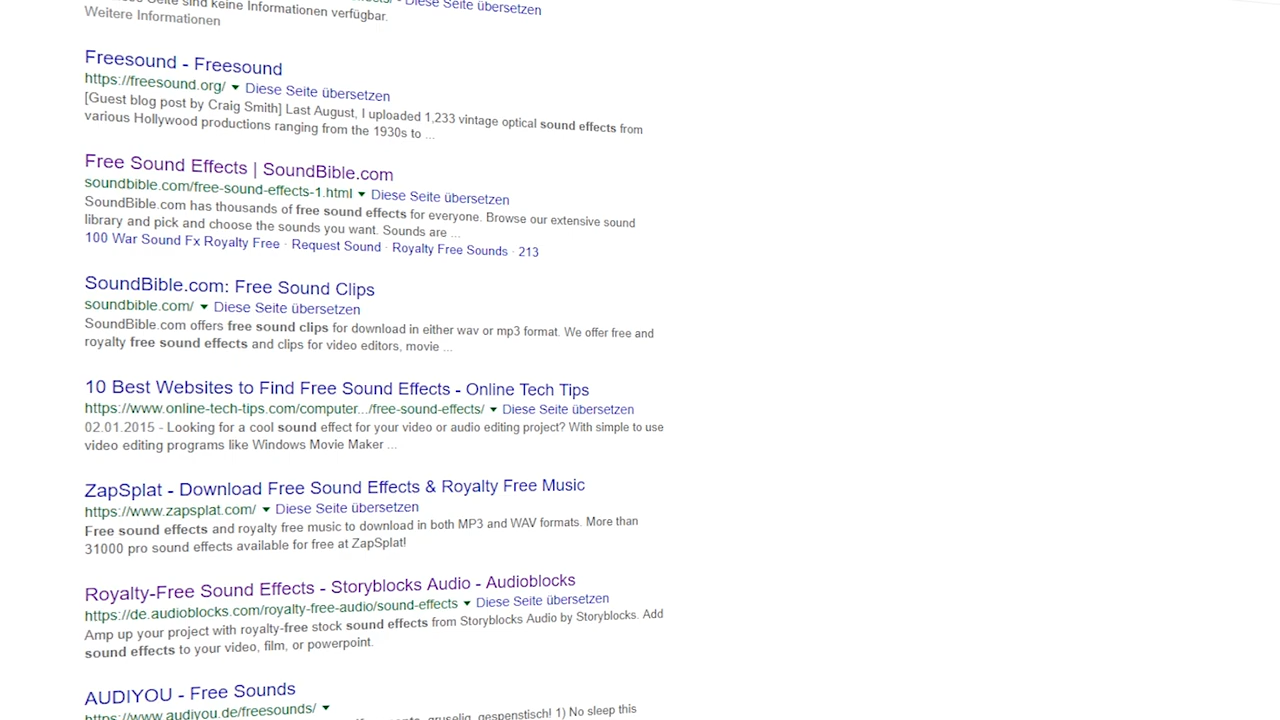 Seite sind keine Informationen verfügbar.
Diese Seite übersetzen
Weitere Informationen
Freesound - Freesound
https://freesound.org/ ▼ Diese Seite übersetzen
[Guest blog post by Craig Smith] Last August, I uploaded 1,233 vintage optical sound effects from
various Hollywood productions ranging from the 1930s to ...
Free Sound Effects | SoundBible.com
soundbible.com/free-sound-effects-1.html ▼ Diese Seite übersetzen
SoundBible.com has thousands of free sound effects for everyone. Browse our extensive sound
library and pick and choose the sounds you want. Sounds are ...
100 War Sound Fx Royalty Free · Request Sound · Royalty Free Sounds · 213
SoundBible.com: Free Sound Clips
soundbible.com/ ▼ Diese Seite übersetzen
SoundBible.com offers free sound clips for download in either wav or mp3 format. We offer free and
royalty free sound effects and clips for video editors, movie ...
10 Best Websites to Find Free Sound Effects - Online Tech Tips
https://www.online-tech-tips.com/computer.../free-sound-effects/ ▼ Diese Seite übersetzen
02.01.2015 - Looking for a cool sound effect for your video or audio editing project? With simple to use
video editing programs like Windows Movie Maker ...
ZapSplat - Download Free Sound Effects & Royalty Free Music
https://www.zapsplat.com/ ▼ Diese Seite übersetzen
Free sound effects and royalty free music to download in both MP3 and WAV formats. More than
31000 pro sound effects available for free at ZapSplat!
Royalty-Free Sound Effects - Storyblocks Audio - Audioblocks
https://de.audioblocks.com/royalty-free-audio/sound-effects ▼ Diese Seite übersetzen
Amp up your project with royalty-free stock sound effects from Storyblocks Audio by Storyblocks. Add
sound effects to your video, film, or powerpoint.
AUDIYOU - Free Sounds
https://www.audiyou.de/freesounds/ ▼
gruselig, gespenstisch! 1) No sleep this